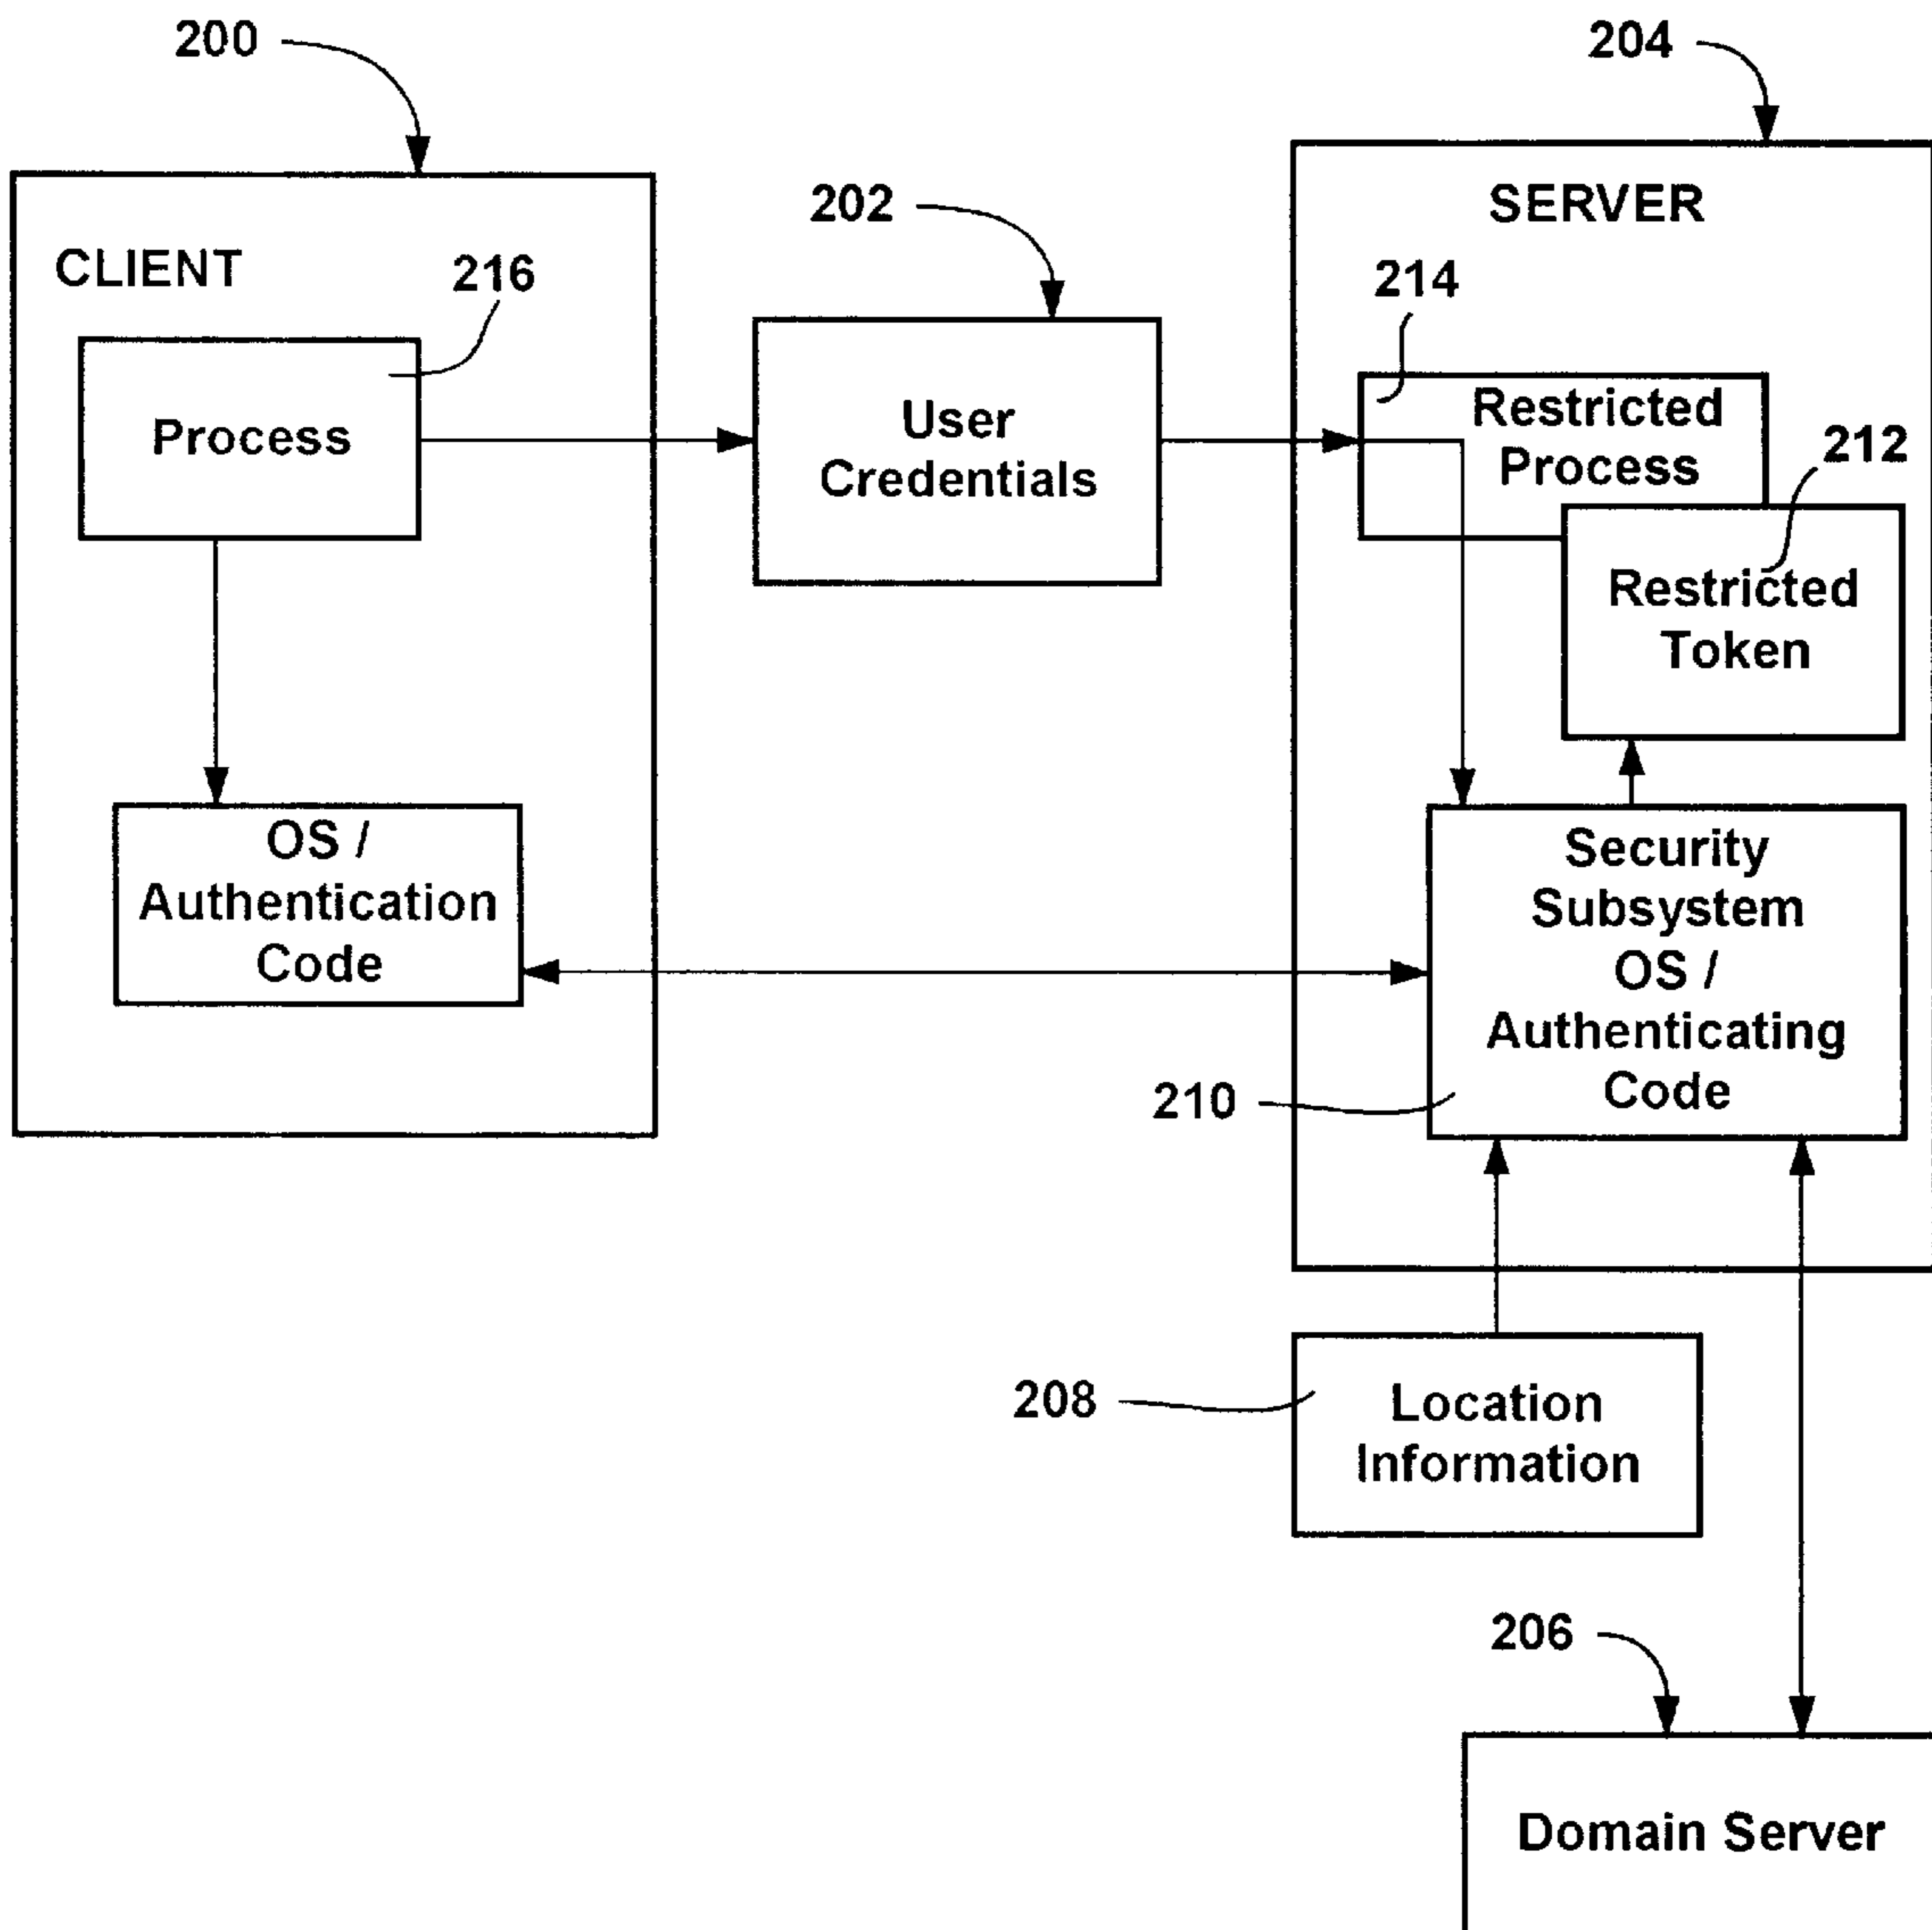 200
204
202
SERVER
CLIENT
216
214
Process
User
Credentials
Restricted
Process
212
Restricted
Token
OS /
Authentication
Code
Security
Subsystem
OS /
Authenticating
Code
210
208
Location
Information
206
Domain Server